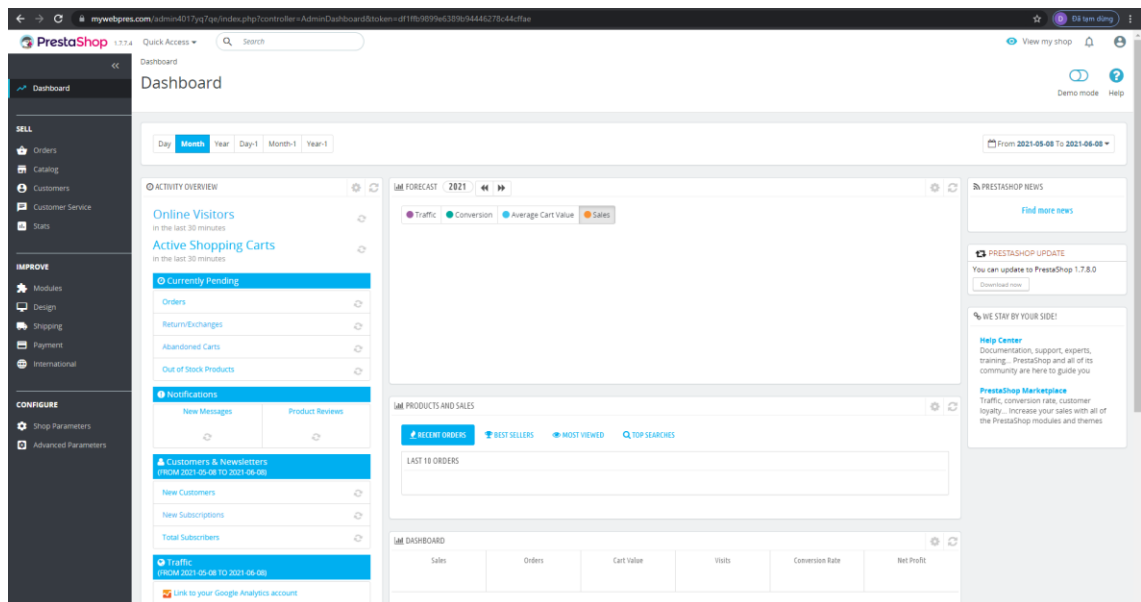 mywebpres.com/admin4017yq7qe/index.php?controller=AdminDashboard&token=df1ffb9899e6389b94446278c44cffae
D Đã tạm dừng
PrestaShop 1.7.7.4 Quick Access Search View my shop
Dashboard
Dashboard
Demo mode Help
Dashboard
SELL
Orders
Catalog
Customers
Customer Service
Stats
IMPROVE
Modules
Design
Shipping
Payment
International
CONFIGURE
Shop Parameters
Advanced Parameters
Day Month Year Day-1 Month-1 Year-1
From 2021-05-08 To 2021-06-08
ACTIVITY OVERVIEW
Online Visitors
in the last 30 minutes
Active Shopping Carts
in the last 30 minutes
Currently Pending
Orders
Return/Exchanges
Abandoned Carts
Out of Stock Products
Notifications
New Messages Product Reviews
Customers & Newsletters
(FROM 2021-05-08 TO 2021-06-08)
New Customers
New Subscriptions
Total Subscribers
Traffic
(FROM 2021-05-08 TO 2021-06-08)
Link to your Google Analytics account
FORECAST 2021
Traffic Conversion Average Cart Value Sales
PRODUCTS AND SALES
RECENT ORDERS BEST SELLERS MOST VIEWED TOP SEARCHES
LAST 10 ORDERS
DASHBOARD
Sales Orders Cart Value Visits Conversion Rate Net Profit
PRESTASHOP NEWS
Find more news
PRESTASHOP UPDATE
You can update to PrestaShop 1.7.8.0
Download now
WE STAY BY YOUR SIDE!
Help Center
Documentation, support, experts,
training... PrestaShop and all of its
community are here to guide you
PrestaShop Marketplace
Traffic, conversion rate, customer
loyalty... Increase your sales with all of
the PrestaShop modules and themes